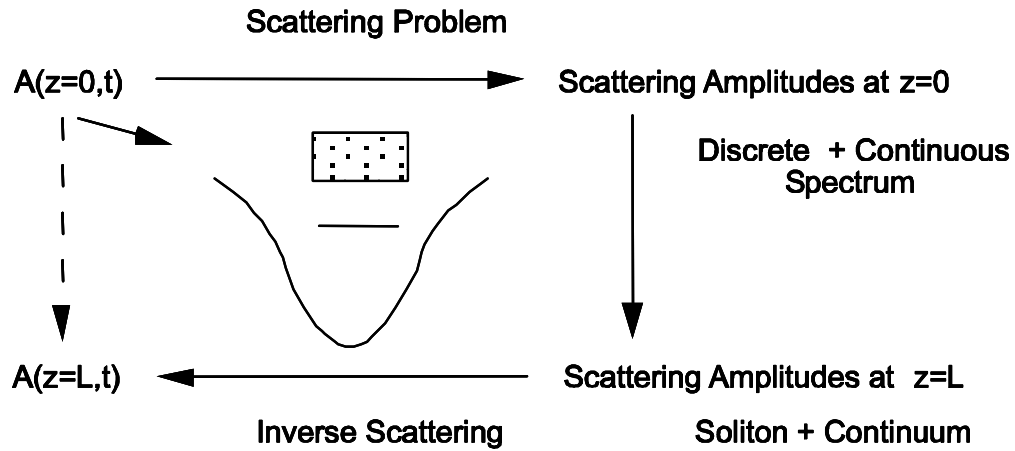 Scattering Problem
A(z=0,t)
Scattering Amplitudes at z=0
Discrete + Continuous
Spectrum
A(z=L,t)
Scattering Amplitudes at z=L
Inverse Scattering
Soliton + Continuum